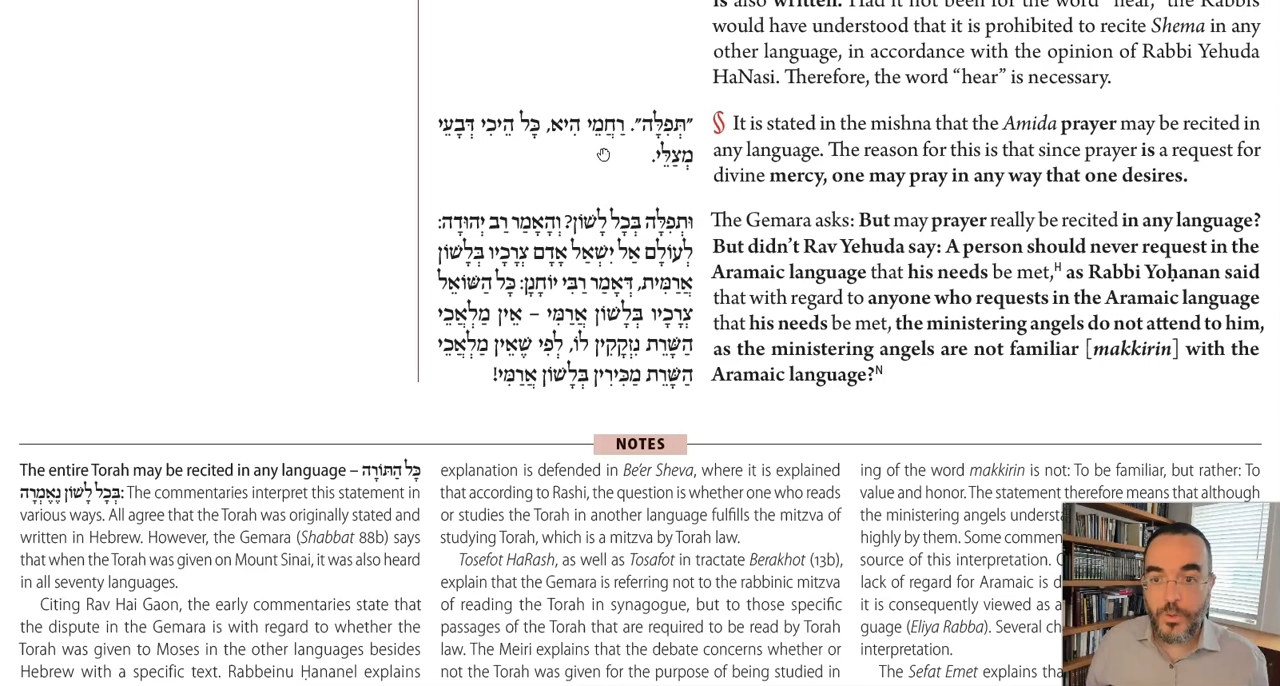 is also written. Had it not been for the word “hear,” the Rabbis
would have understood that it is prohibited to recite Shema in any
other language, in accordance with the opinion of Rabbi Yehuda
HaNasi. Therefore, the word “hear” is necessary.
״תְּפִלָּה״. רַחֲמֵי הִיא, כָּל הֵיכִי דְּבָעֵי
מְצַלֵּי.
§ It is stated in the mishna that the Amida prayer may be recited in
any language. The reason for this is that since prayer is a request for
divine mercy, one may pray in any way that one desires.
וּתְפִלָּה בְּכָל לָשׁוֹן? וְהָאָמַר רַב יְהוּדָה:
לְעוֹלָם אַל יִשְׁאַל אָדָם צְרָכָיו בִּלְשׁוֹן
אֲרַמִּית, דְּאָמַר רַבִּי יוֹחָנָן: כָּל הַשּׁוֹאֵל
צְרָכָיו בִּלְשׁוֹן אֲרַמִּי – אֵין מַלְאֲכֵי
הַשָּׁרֵת נִזְקָקִין לוֹ, לְפִי שֶׁאֵין מַלְאֲכֵי
הַשָּׁרֵת מַכִּירִין בִּלְשׁוֹן אֲרַמִּי!
The Gemara asks: But may prayer really be recited in any language?
But didn’t Rav Yehuda say: A person should never request in the
Aramaic language that his needs be met,H as Rabbi Yoḥanan said
that with regard to anyone who requests in the Aramaic language
that his needs be met, the ministering angels do not attend to him,
as the ministering angels are not familiar [makkirin] with the
Aramaic language?N
NOTES
The entire Torah may be recited in any language – כָּל הַתּוֹרָה
בְּכָל לָשׁוֹן נֶאֶמְרָה: The commentaries interpret this statement in
various ways. All agree that the Torah was originally stated and
written in Hebrew. However, the Gemara (Shabbat 88b) says
that when the Torah was given on Mount Sinai, it was also heard
in all seventy languages.
Citing Rav Hai Gaon, the early commentaries state that
the dispute in the Gemara is with regard to whether the
Torah was given to Moses in the other languages besides
Hebrew with a specific text. Rabbeinu Ḥananel explains
explanation is defended in Be’er Sheva, where it is explained
that according to Rashi, the question is whether one who reads
or studies the Torah in another language fulfills the mitzva of
studying Torah, which is a mitzva by Torah law.
Tosefot HaRash, as well as Tosafot in tractate Berakhot (13b),
explain that the Gemara is referring not to the rabbinic mitzva
of reading the Torah in synagogue, but to those specific
passages of the Torah that are required to be read by Torah
law. The Meiri explains that the debate concerns whether or
not the Torah was given for the purpose of being studied in
ing of the word makkirin is not: To be familiar, but rather: To
value and honor. The statement therefore means that although
the ministering angels
highly by them. Some
source of this interpretation.
lack of regard for Aramaic is
it is consequently viewed as a
guage (Eliya Rabba). Several
interpretation.
The Sefat Emet explains